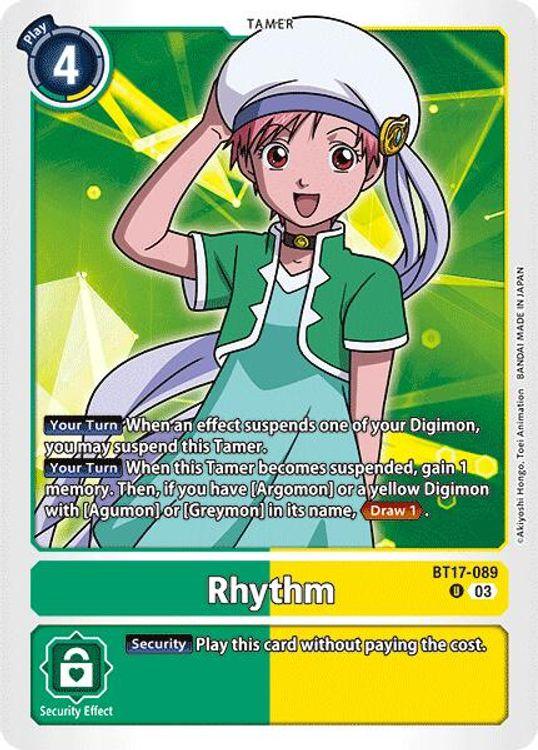 TAMER
Play
4
Your Turn When an effect suspends one of your Digimon,
you may suspend this Tamer.
Your Turn When this Tamer becomes suspended, gain 1
memory. Then, if you have [Argomon] or a yellow Digimon
with [Agumon] or [Greymon] in its name, Draw 1 .
©Akiyoshi Hongo, Toei Animation BANDAI MADE IN JAPAN
BT17-089
Rhythm
U 03
Security Play this card without paying the cost.
Security Effect